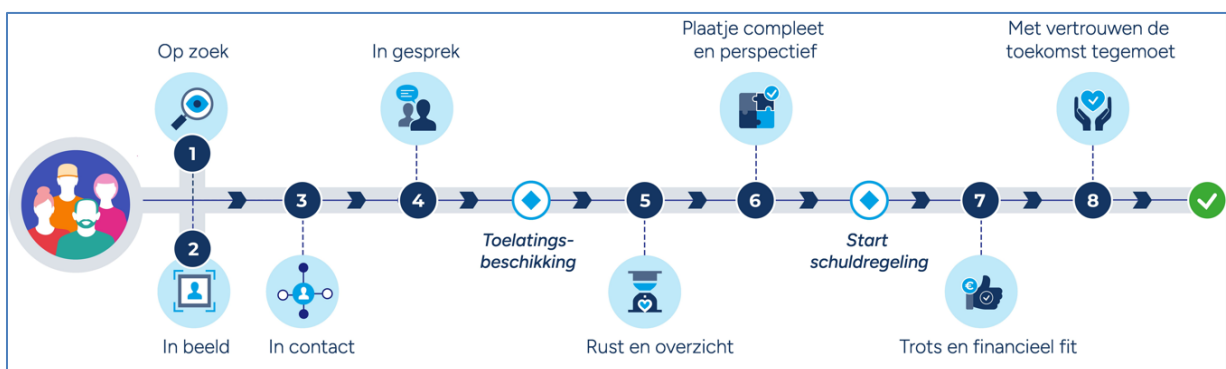 Op zoek
1
2
In beeld
3
In contact
In gesprek
4
Toelatings-
beschikking
5
Rust en overzicht
Plaatje compleet
en perspectief
6
Start
schuldregeling
7
€
Trots en financieel fit
Met vertrouwen de
toekomst tegemoet
8